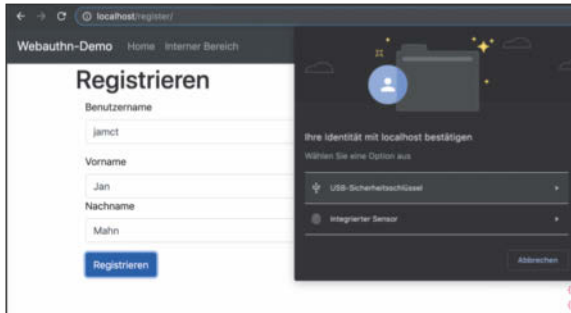 localhost/register/
Webauthn-Demo Home Interner Bereich
Registrieren
Benutzername
jamct
Vorname
Jan
Nachname
Mahn
Registrieren
Ihre Identität mit localhost bestätigen
Wählen Sie eine Option aus
USB-Sicherheitsschlüssel
Integrierter Sensor
Abbrechen